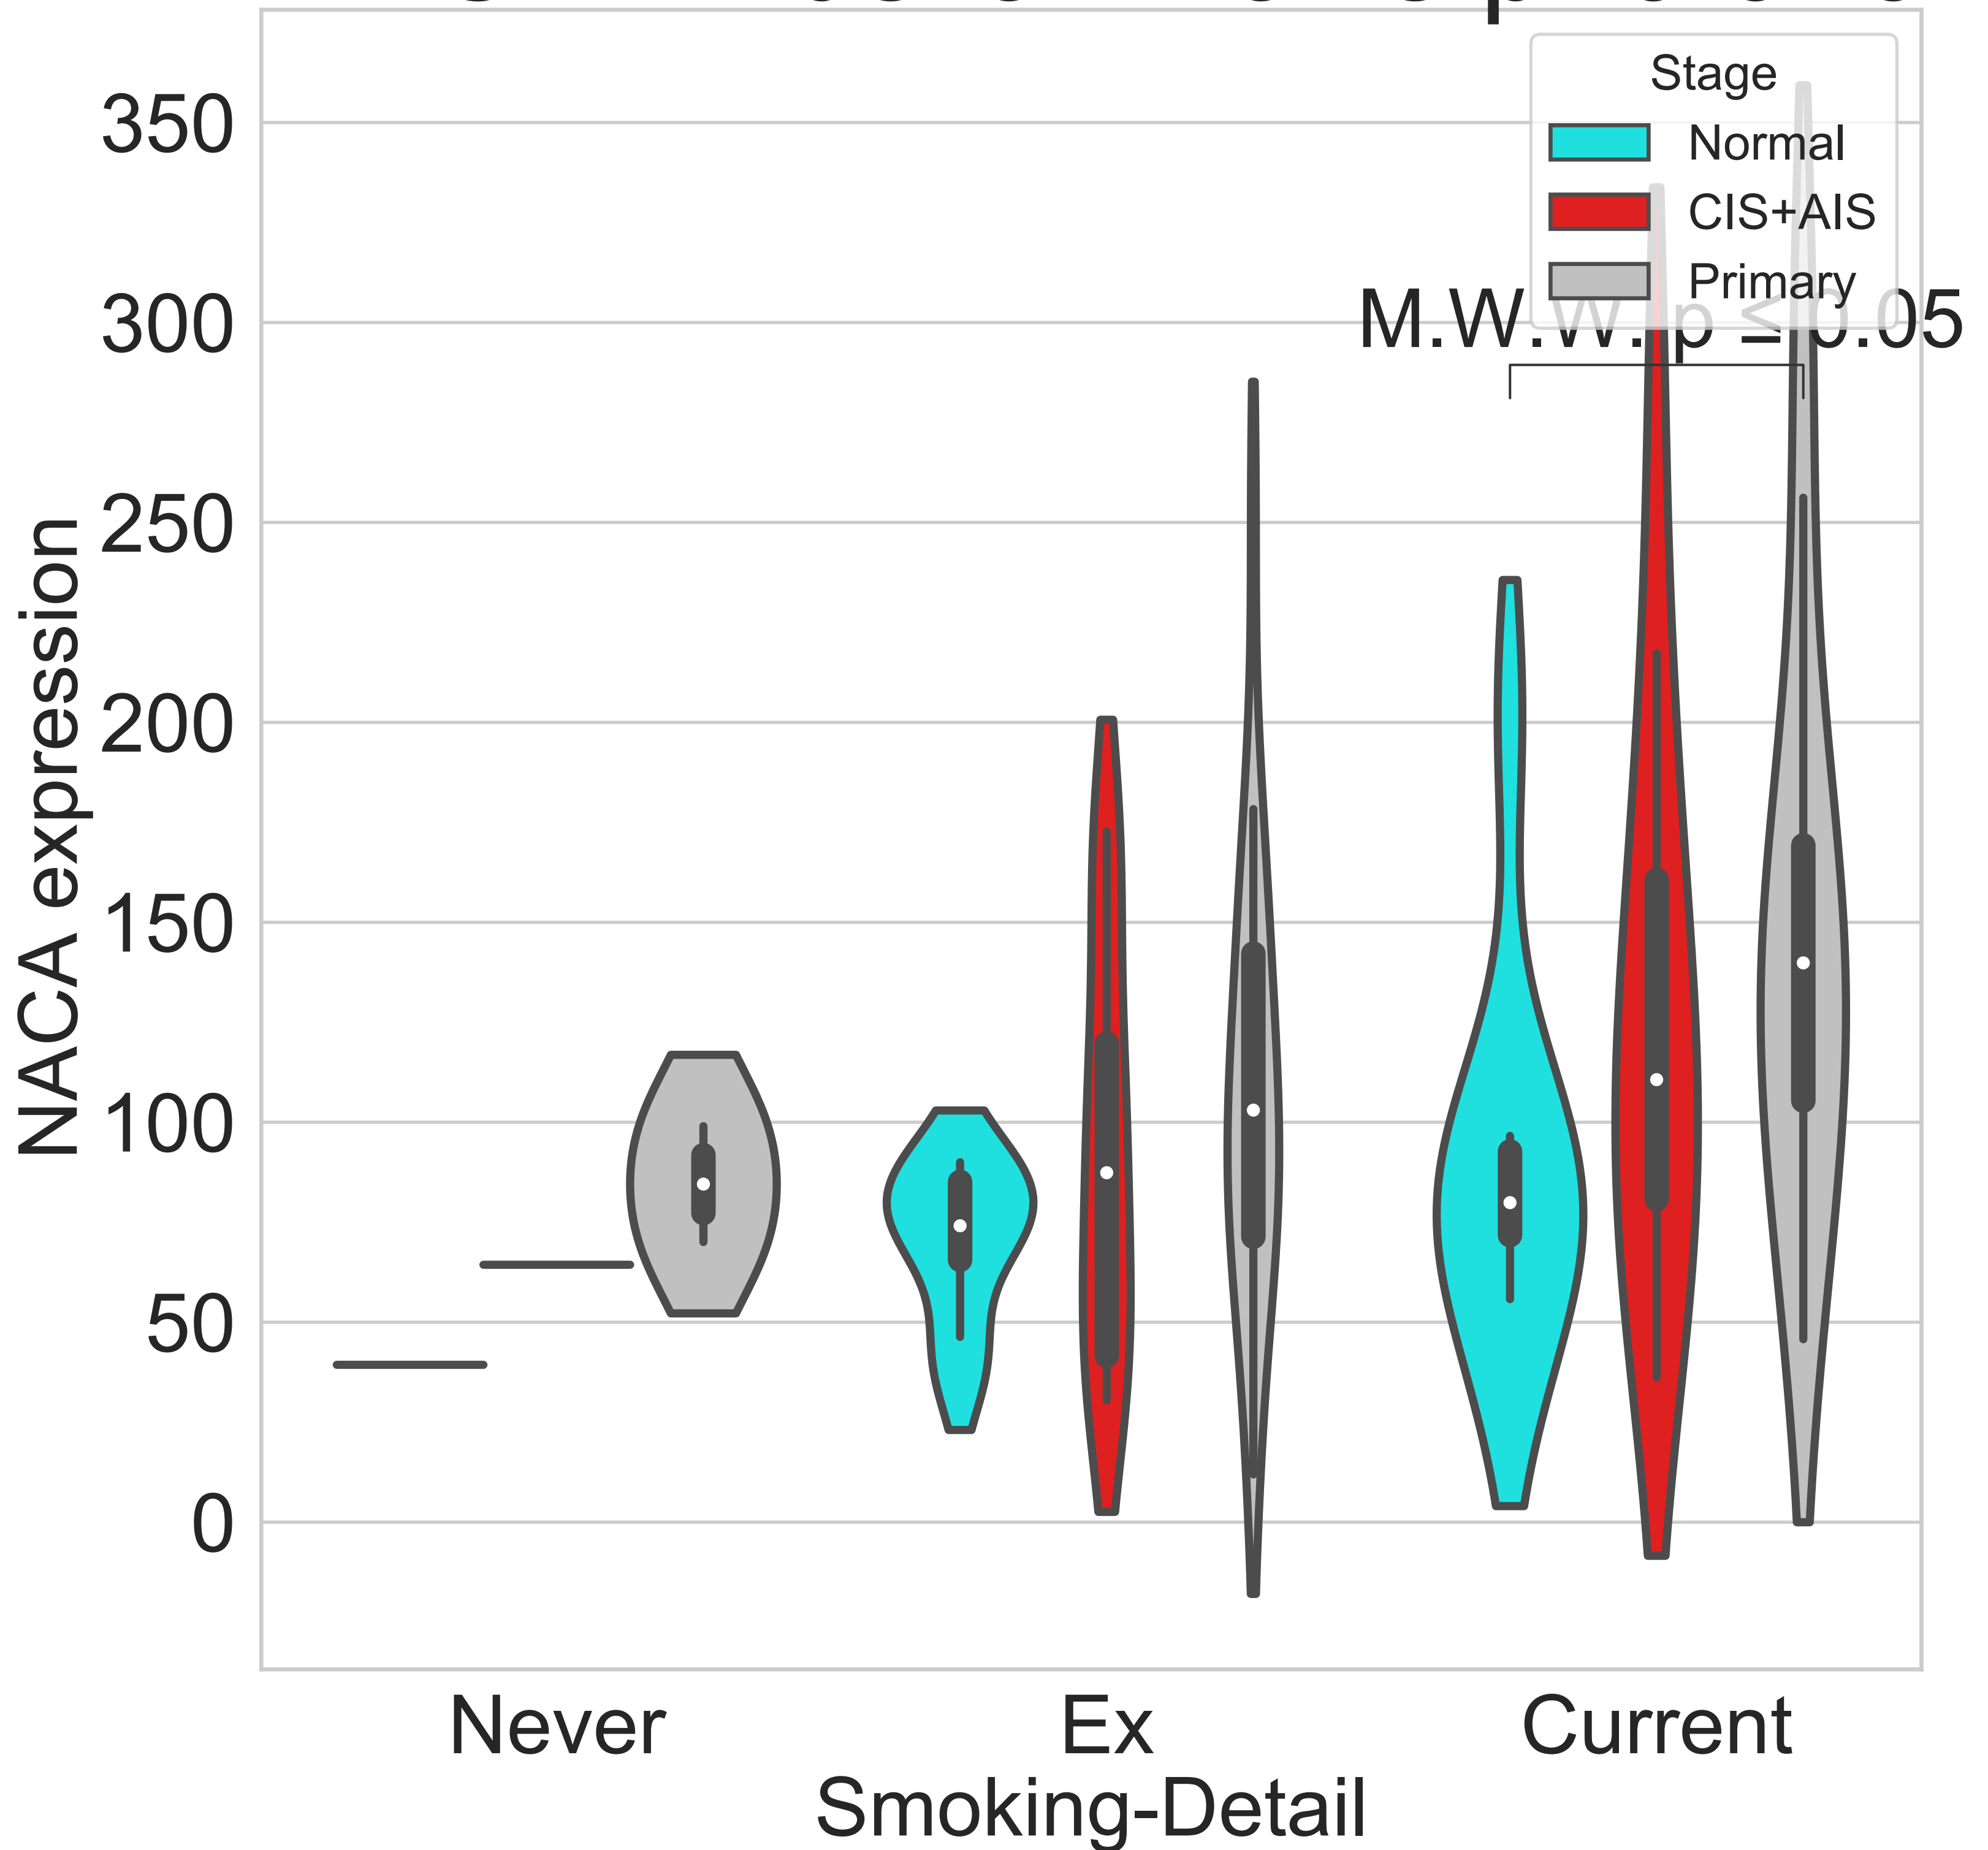 Stage
Normal
CIS+AIS
Primary
M.W.W. p ≤ 0.05
350
300
250
200
150
100
50
0
NACA expression
Never
Ex
Current
Smoking-Detail